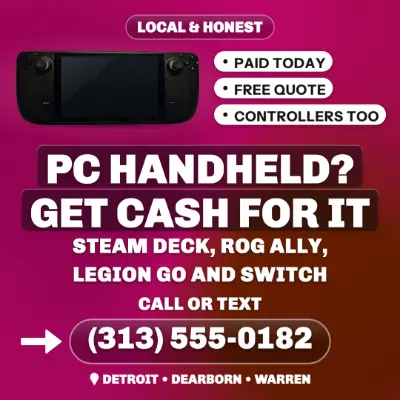 LOCAL & HONEST
• PAID TODAY
• FREE QUOTE
• CONTROLLERS TOO
PC HANDHELD?
GET CASH FOR IT
STEAM DECK, ROG ALLY,
LEGION GO AND SWITCH
CALL OR TEXT
(313) 555-0182
DETROIT • DEARBORN • WARREN